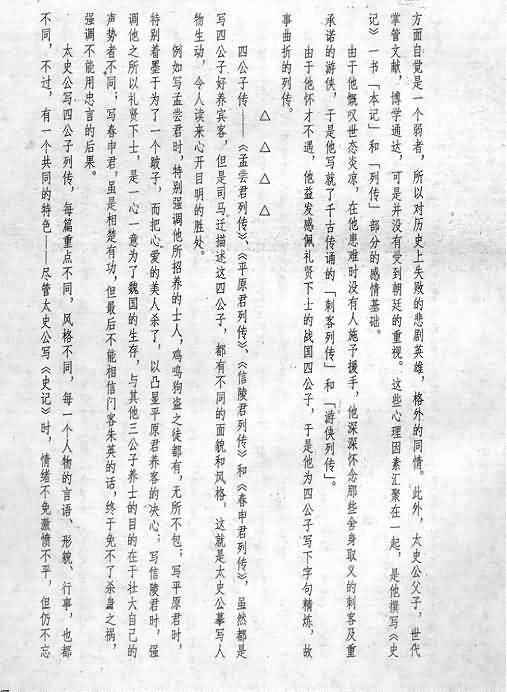 方面自觉是一个弱者，所以对历史上失败的悲剧英雄，格外的同情。此外，太史公父子，世代
掌管文献，博学通达，可是并没有受到朝廷的重视。这些心理因素汇聚在一起，是他撰写《史
记》一书「本记」和「列传」部分的感情基础。
由于他慨叹世态炎凉，在他患难时没有人施予援手，他深深怀念那些舍身取义的刺客及重
承诺的游侠，于是他写就了千古传诵的「刺客列传」和「游侠列传」。
由于他怀才不遇，他益发感佩礼贤下士的战国四公子，于是他为四公子写下字句精炼，故
事曲折的列传。
△ △ △ △
四公子传——《孟尝君列传》、《平原君列传》、《信陵君列传》和《春申君列传》，虽然都是
写四公子好养宾客，但是司马迁描述这四公子，都有不同的面貌和风格。这就是太史公摹写人
物生动，令人读来心开目明的胜处。
例如写孟尝君时，特别强调他所招养的士人，鸡鸣狗盗之徒都有，无所不包；写平原君时，
特别着墨于为了一个跛子，而把心爱的美人杀了，以凸显平原君养客的决心；写信陵君时，强
调他之所以礼贤下士，是一心一意为了魏国的生存，与其他三公子养士的目的在于壮大自己的
声势者不同；写春申君，虽是相楚有功，但最后不能相信门客朱英的话，终于免不了杀身之祸，
强调不能用忠言的后果。
太史公写四公子列传，每篇重点不同，风格不同，每一个人物的言语、形貌、行事，也都
不同，不过，有一个共同的特色——尽管太史公写《史记》时，情绪不免激愤不平，但仍不忘